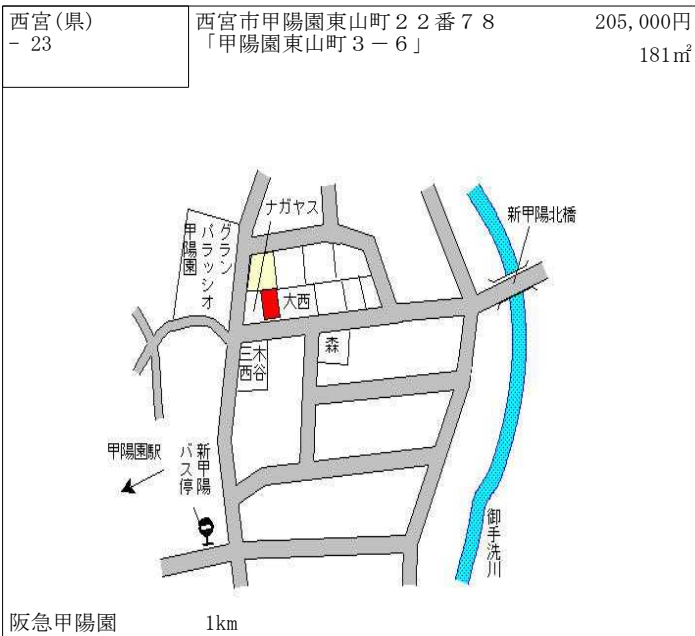 西宮(県)
- 23
西宮市甲陽園東山町２２番７８
「甲陽園東山町３－６」
205,000円
181㎡
ナガヤス
新甲陽北橋
グラン
パラッシオ
甲陽園
大西
森
三木
西谷
甲陽園駅
新甲陽
バス停
御手洗川
阪急甲陽園
1km